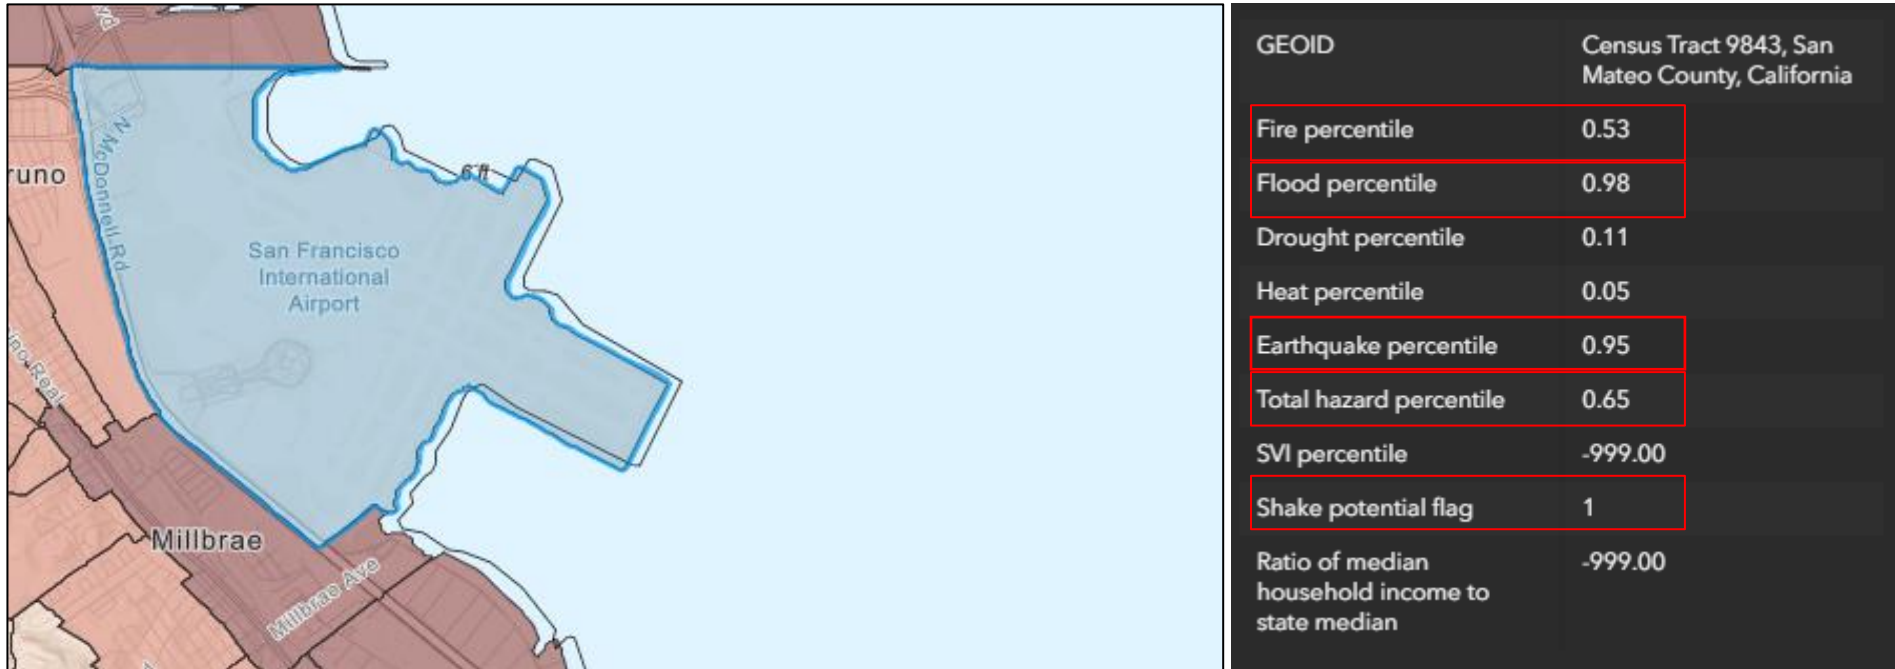 runo
N McDonnell Rd
6 ft
San Francisco
International
Airport
Millbrae
Millbrae Ave
GEOID
Census Tract 9843, San
Mateo County, California
Fire percentile 0.53
Flood percentile 0.98
Drought percentile 0.11
Heat percentile 0.05
Earthquake percentile 0.95
Total hazard percentile 0.65
SVI percentile -999.00
Shake potential flag 1
Ratio of median -999.00
household income to
state median